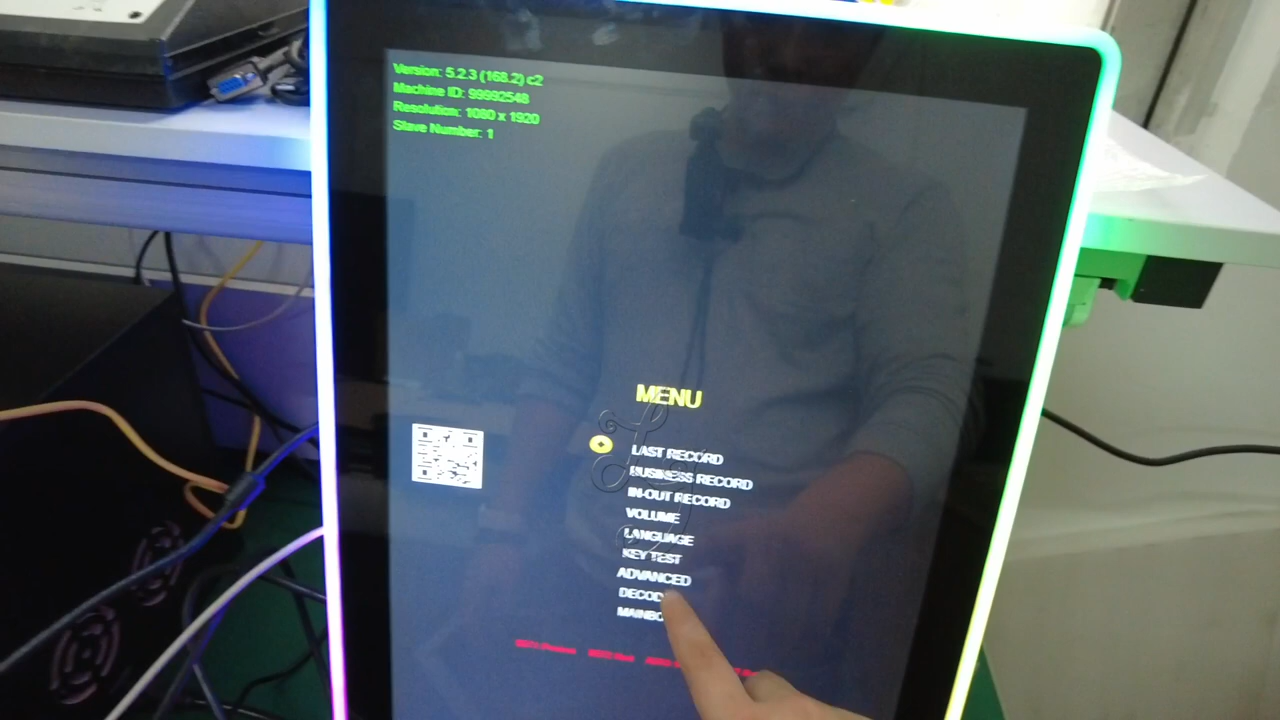 Version: 5.2.3 (168.2) c2
Machine ID: 99992548
Resolution: 1080 x 1920
Slave Number: 1
MENU
LAST RECORD
BUSINESS RECORD
IN-OUT RECORD
VOLUME
LANGUAGE
KEY TEST
ADVANCED